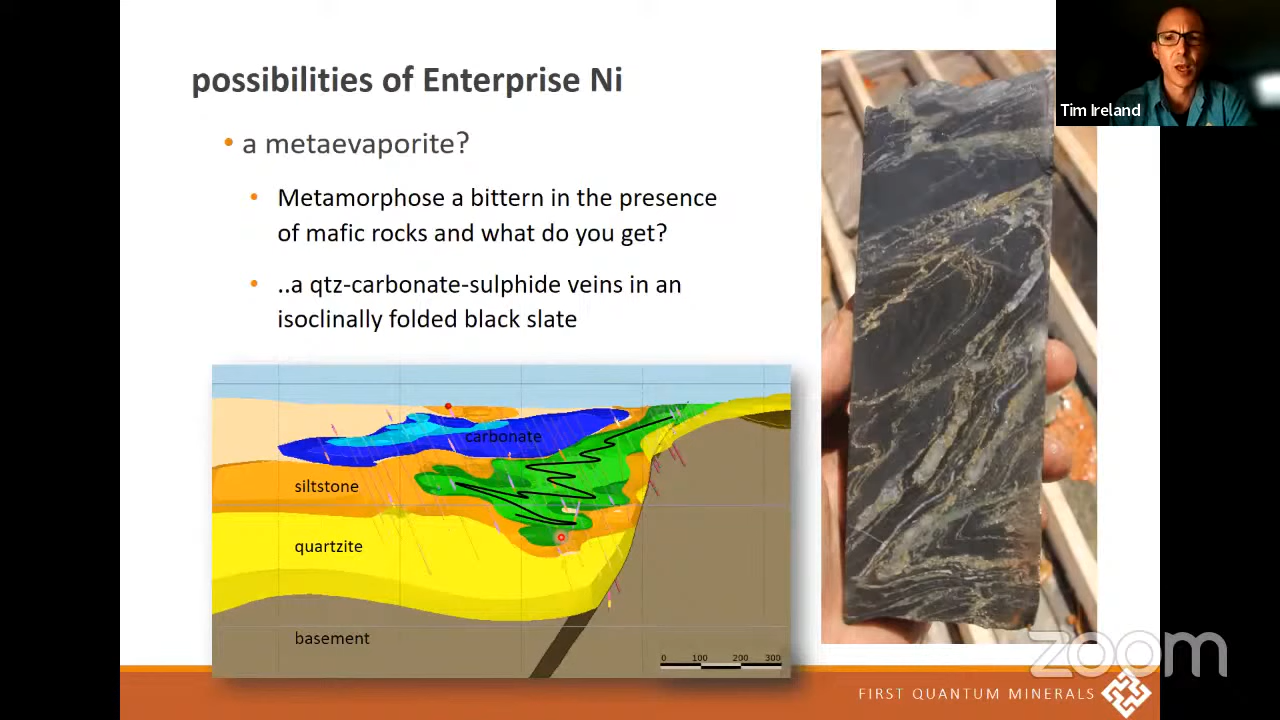 possibilities of Enterprise Ni
• a metaevaporite?
• Metamorphose a bittern in the presence
of mafic rocks and what do you get?
• ..a qtz-carbonate-sulphide veins in an
isoclinally folded black slate
carbonate
siltstone
quartzite
basement
0 100 200 300
Tim Ireland
zoom
FIRST QUANTUM MINERALS